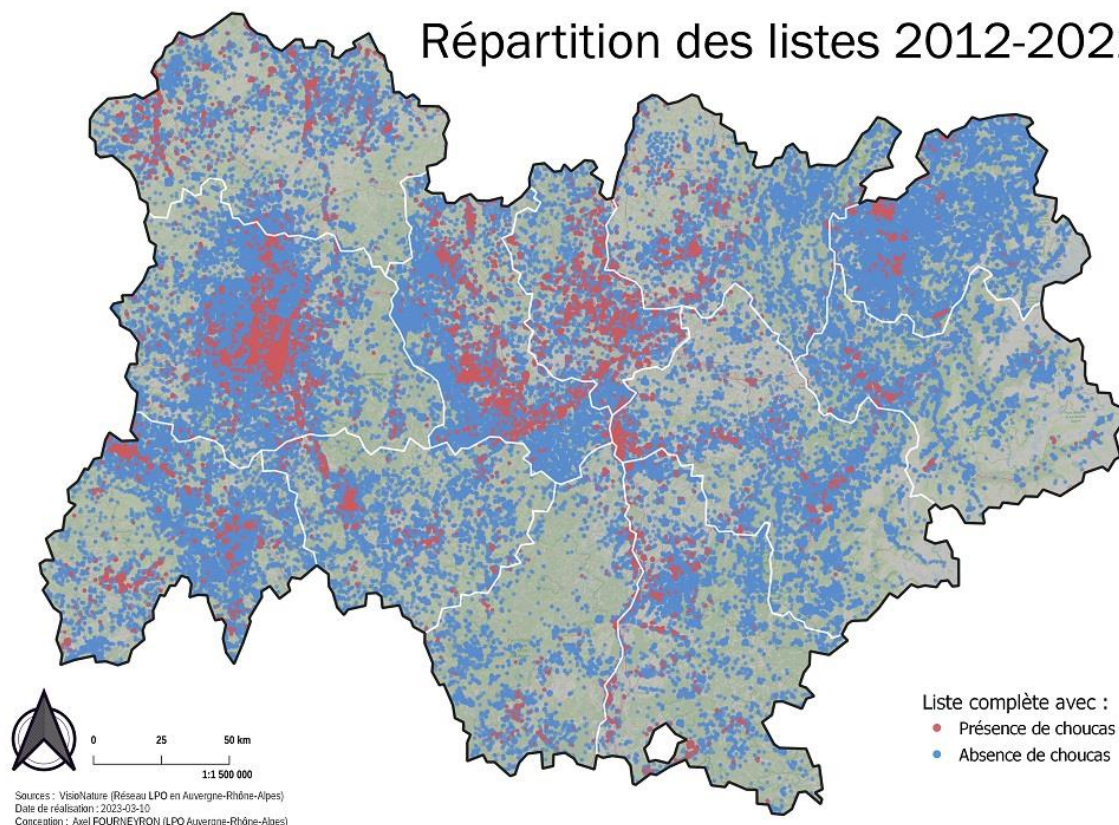 Répartition des listes 2012-202
Liste complète avec :
Présence de choucas
Absence de choucas
0 25 50 km
1:1 500 000
Sources : VisioNature (Réseau LPO en Auvergne-Rhône-Alpes)
Date de réalisation : 2023-03-10
Conception : Axel FOURNEYRON (LPO Auvergne-Rhône-Alpes)